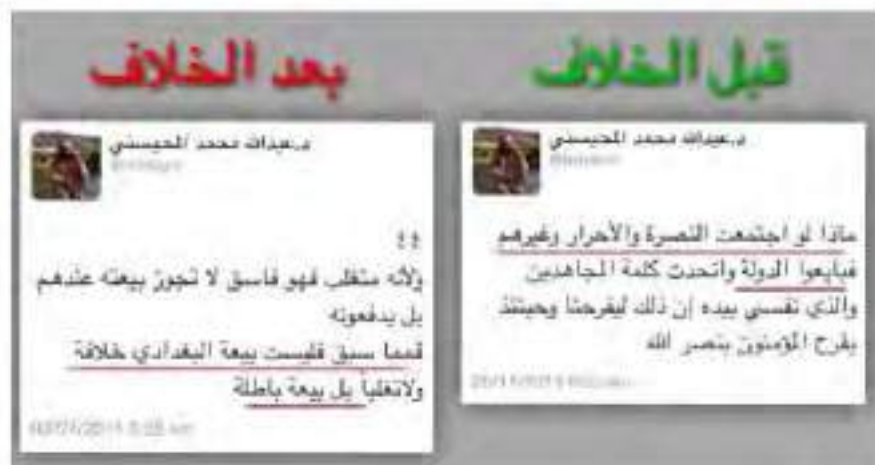 قبل الخلاف
د.عبدالله محمد المحيسني
ماذا لو اجتمعت النصرة والأحرار وغيرهم
فبايعوا الدولة واتحدت كلمة المجاهدين
والذي نفسي بيده إن ذلك ليفرحنا وحينئذ
يفرح المؤمنون بنصر الله
بعد الخلاف
د.عبدالله محمد المحيسني
!!
ولأنه متغلب فهو فاسق لا تجوز بيعته عندهم
بل يدفعونه
فمما سبق فليست بيعة البغدادي خلافة
ولاتغلباً بل بيعة باطلة